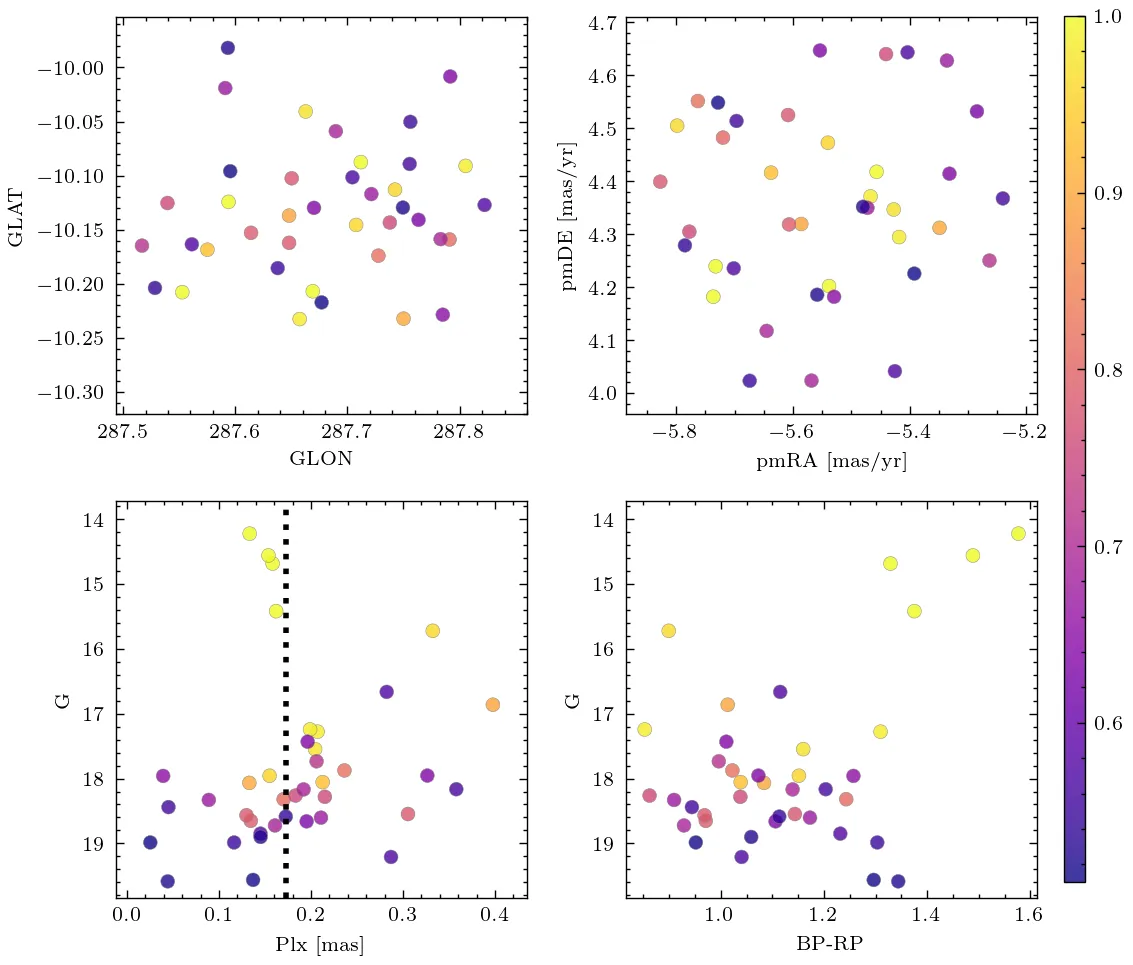 −10.00
−10.05
−10.10
−10.15
−10.20
−10.25
−10.30
GLAT
287.5 287.6 287.7 287.8
GLON
4.7
4.6
4.5
4.4
4.3
4.2
4.1
4.0
pmDE [mas/yr]
−5.8 −5.6 −5.4 −5.2
pmRA [mas/yr]
1.0
0.9
0.8
0.7
0.6
14
15
16
17
18
19
G
0.0 0.1 0.2 0.3 0.4
Plx [mas]
14
15
16
17
18
19
G
1.0 1.2 1.4 1.6
BP-RP